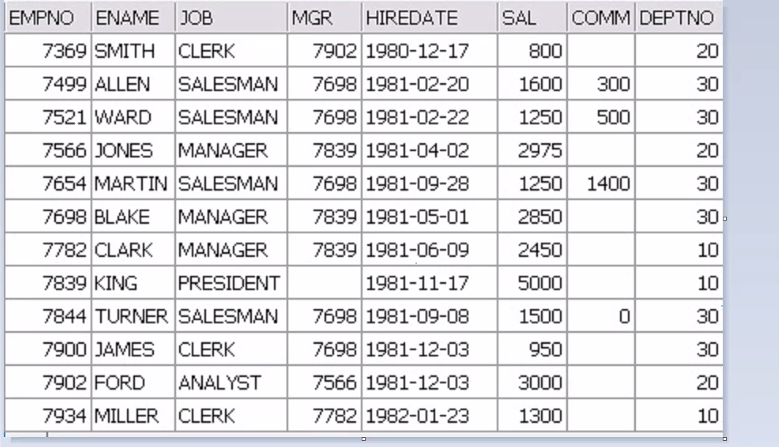 EMPNO ENAME JOB MGR HIREDATE SAL COMM DEPTNO
7369 SMITH CLERK 7902 1980-12-17 800 20
7499 ALLEN SALESMAN 7698 1981-02-20 1600 300 30
7521 WARD SALESMAN 7698 1981-02-22 1250 500 30
7566 JONES MANAGER 7839 1981-04-02 2975 20
7654 MARTIN SALESMAN 7698 1981-09-28 1250 1400 30
7698 BLAKE MANAGER 7839 1981-05-01 2850 30
7782 CLARK MANAGER 7839 1981-06-09 2450 10
7839 KING PRESIDENT 1981-11-17 5000 10
7844 TURNER SALESMAN 7698 1981-09-08 1500 0 30
7900 JAMES CLERK 7698 1981-12-03 950 30
7902 FORD ANALYST 7566 1981-12-03 3000 20
7934 MILLER CLERK 7782 1982-01-23 1300 10